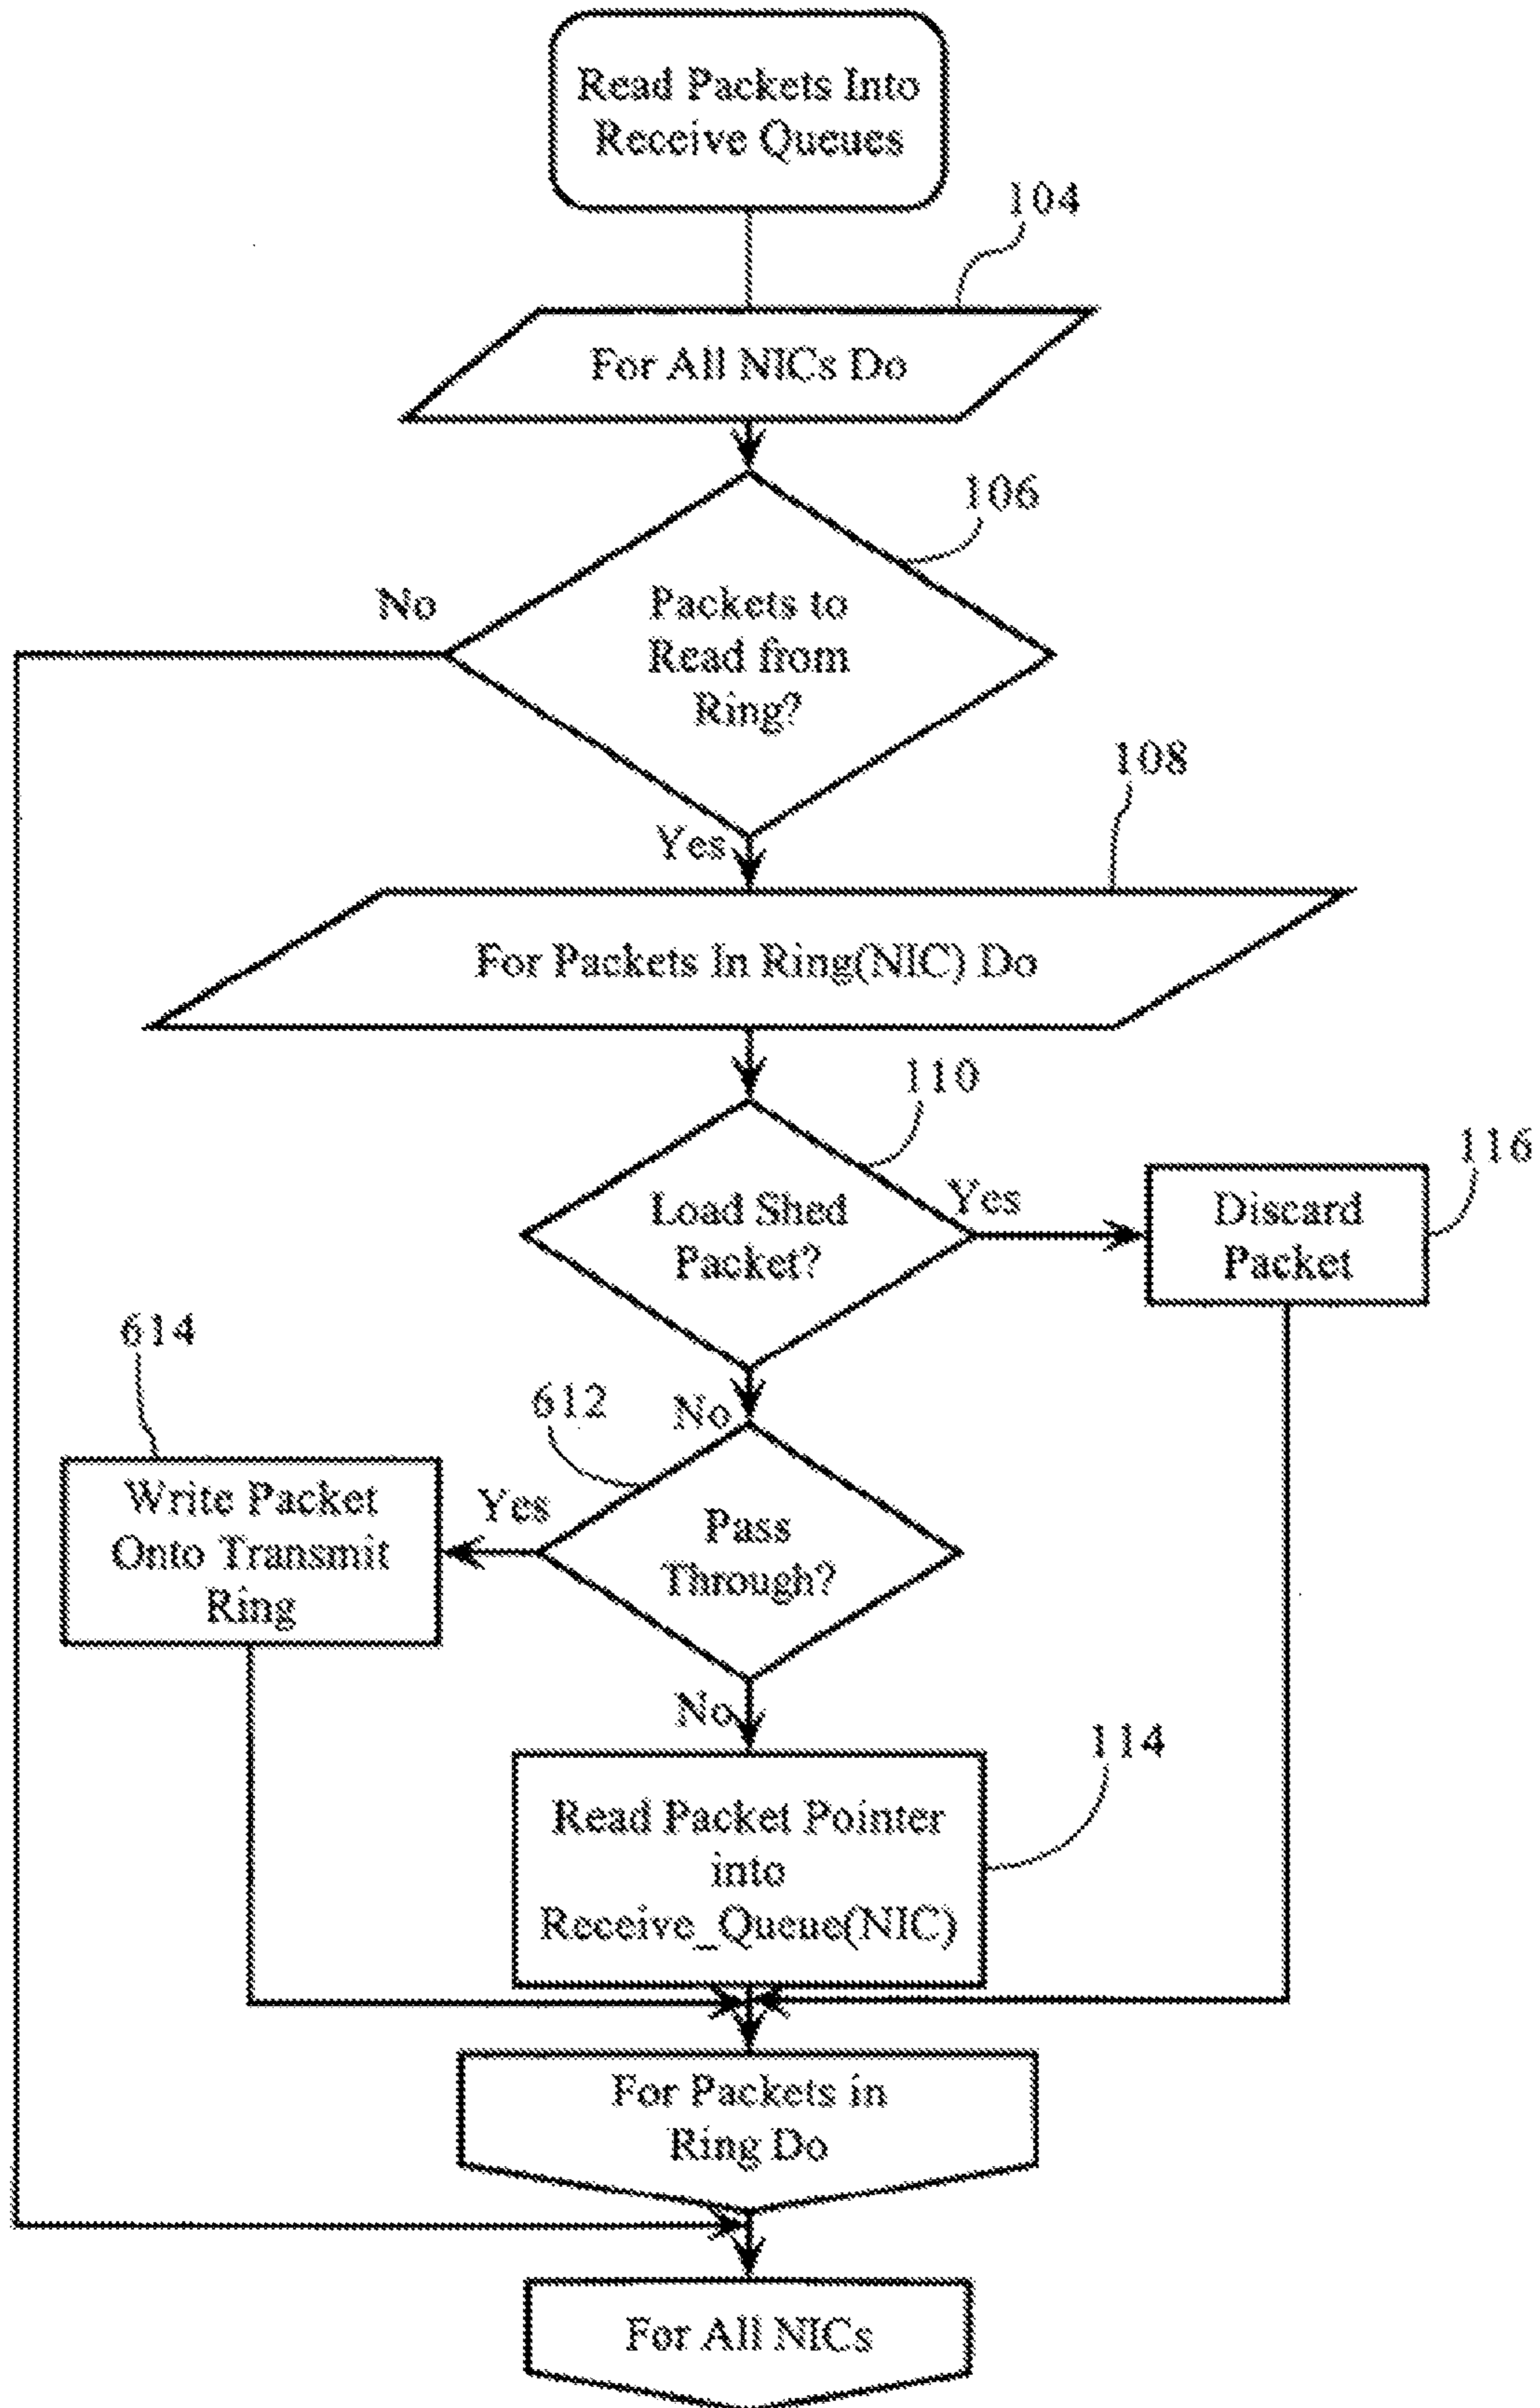 Read Packets Into
Receive Queues
104
For All NICs Do
106
No
Packets to
Read from
Ring?
108
Yes
For Packets In Ring(NIC) Do
110
116
Load Shed
Packet?
Yes
Discard
Packet
614
612
No
Write Packet
Onto Transmit
Ring
Yes
Pass
Through?
No
114
Read Packet Pointer
into
Receive_Queue(NIC)
For Packets in
Ring Do
For All NICs